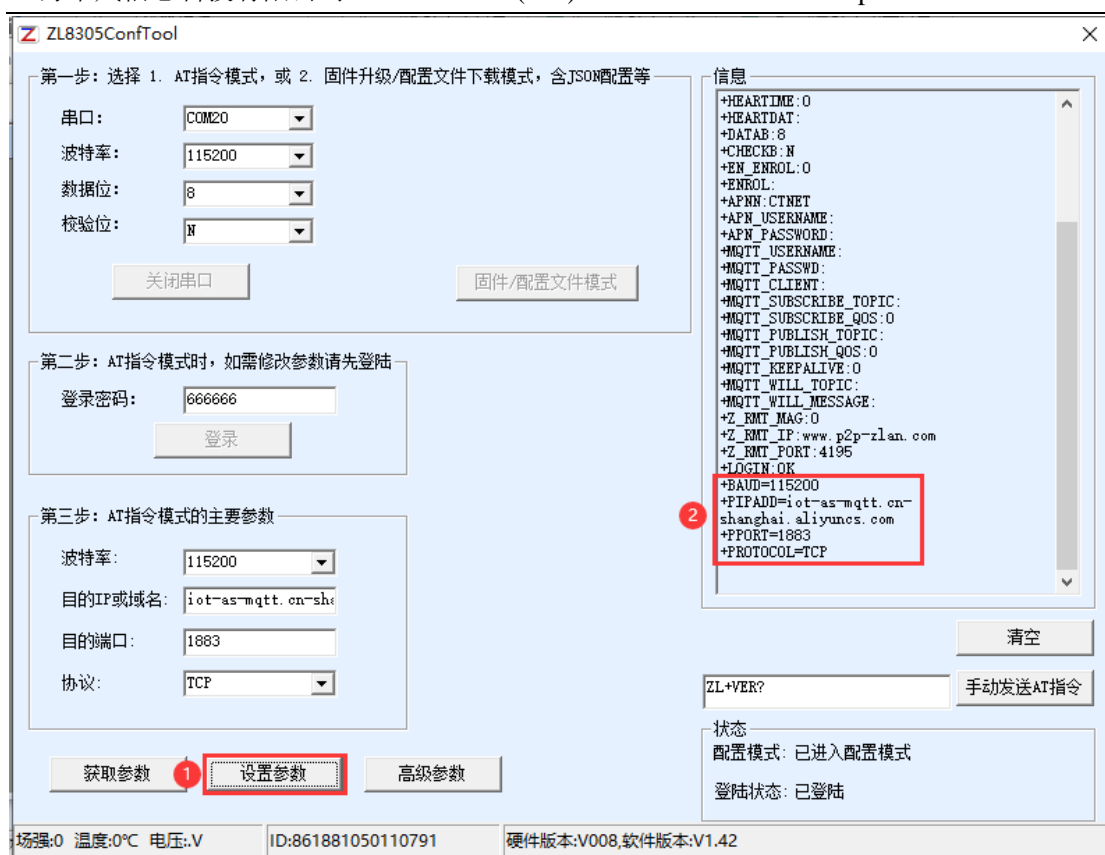 ZL8305ConfTool
第一步：选择 1. AT指令模式，或 2. 固件升级/配置文件下载模式，含JSON配置等
串口：
COM20
波特率：
115200
数据位：
8
校验位：
N
关闭串口
固件/配置文件模式
第二步：AT指令模式时，如需修改参数请先登陆
登录密码：
666666
登录
第三步：AT指令模式的主要参数
波特率：
115200
目的IP或域名：
iot-as-mqtt.cn-sha
目的端口：
1883
协议：
TCP
获取参数
1
设置参数
高级参数
信息
+HEARTIME:0
+HEARTDAT:
+DATAB:8
+CHECKB:N
+EN_ENROL:0
+ENROL:
+APNN:CTNET
+APN_USERNAME:
+APN_PASSWORD:
+MQTT_USERNAME:
+MQTT_PASSWD:
+MQTT_CLIENT:
+MQTT_SUBSCRIBE_TOPIC:
+MQTT_SUBSCRIBE_QOS:0
+MQTT_PUBLISH_TOPIC:
+MQTT_PUBLISH_QOS:0
+MQTT_KEEPALIVE:0
+MQTT_WILL_TOPIC:
+MQTT_WILL_MESSAGE:
+Z_RMT_MAG:0
+Z_RMT_IP:www.p2p-zlan.com
+Z_RMT_PORT:4195
+LOGIN:OK
+BAUD=115200
+PIPADD=iot-as-mqtt.cn-
shanghai.aliyuncs.com
+PPORT=1883
+PROTOCOL=TCP
2
清空
ZL+VER?
手动发送AT指令
状态
配置模式：已进入配置模式
登陆状态：已登陆
场强:0 温度:0℃ 电压:.V
ID:861881050110791
硬件版本:V008,软件版本:V1.42